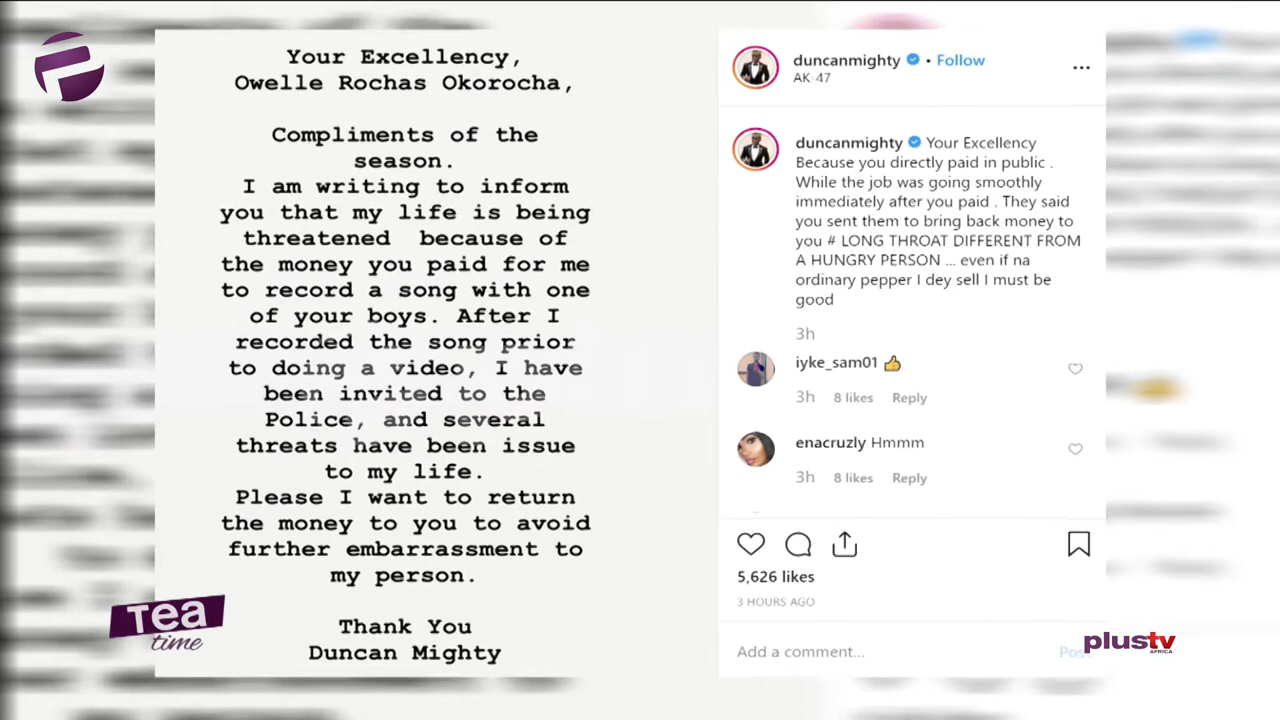 Your Excellency,
Owelle Rochas Okorocha,
Compliments of the
season.
I am writing to inform
you that my life is being
threatened because of
the money you paid for me
to record a song with one
of your boys. After I
recorded the song prior
to doing a video, I have
been invited to the
Police, and several
threats have been issue
to my life.
Please I want to return
the money to you to avoid
further embarrassment to
my person.
Thank You
Duncan Mighty
Tea
time
duncanmighty • Follow
AK-47
duncanmighty Your Excellency
Because you directly paid in public .
While the job was going smoothly
immediately after you paid . They said
you sent them to bring back money to
you # LONG THROAT DIFFERENT FROM
A HUNGRY PERSON ... even if na
ordinary pepper I dey sell I must be
good
3h
iyke_sam01 👍
3h 8 likes Reply
enacruzly Hmmm
3h 8 likes Reply
5,626 likes
3 HOURS AGO
Add a comment...
plustv
AFRICA